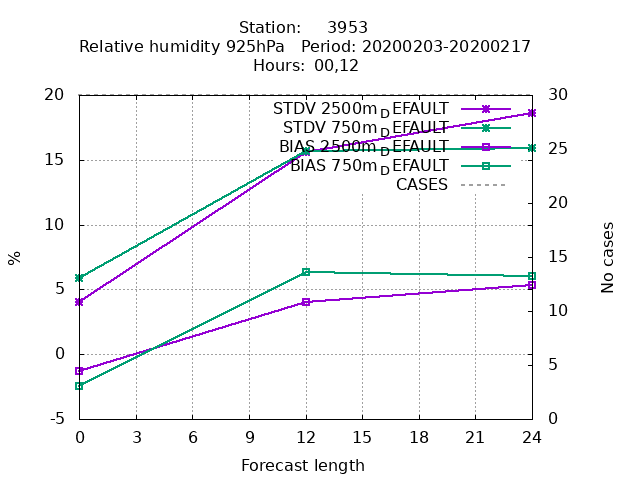 Station: 3953
Relative humidity 925hPa Period: 20200203-20200217
Hours: 00,12
20
15
10
5
0
-5
%
STDV 2500m_DEFAULT
STDV 750m_DEFAULT
BIAS 2500m_DEFAULT
BIAS 750m_DEFAULT
CASES
30
25
20
15
10
5
0
No cases
0 3 6 9 12 15 18 21 24
Forecast length